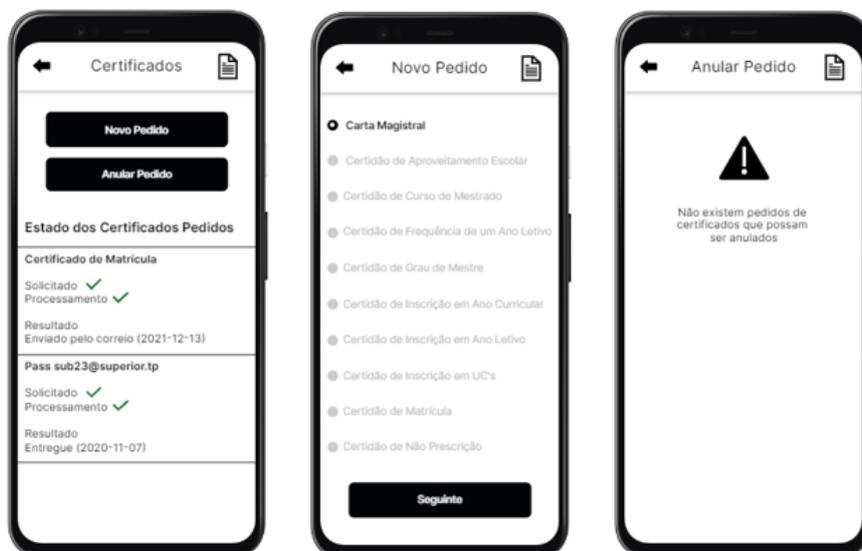 Certificados
Novo Pedido
Anular Pedido
Estado dos Certificados Pedidos
Certificado de Matrícula
Solicitado
Processamento
Resultado
Enviado pelo correio (2021-12-13)
Pass sub23@superior.tp
Solicitado
Processamento
Resultado
Entregue (2020-11-07)
Novo Pedido
Carta Magistral
Certidão de Aproveitamento Escolar
Certidão de Curso de Mestrado
Certidão de Frequência de um Ano Letivo
Certidão de Grau de Mestre
Certidão de Inscrição em Ano Curricular
Certidão de Inscrição em Ano Letivo
Certidão de Inscrição em UC's
Certidão de Matrícula
Certidão de Não Prescrição
Seguinte
Anular Pedido
Não existem pedidos de
certificados que possam
ser anulados